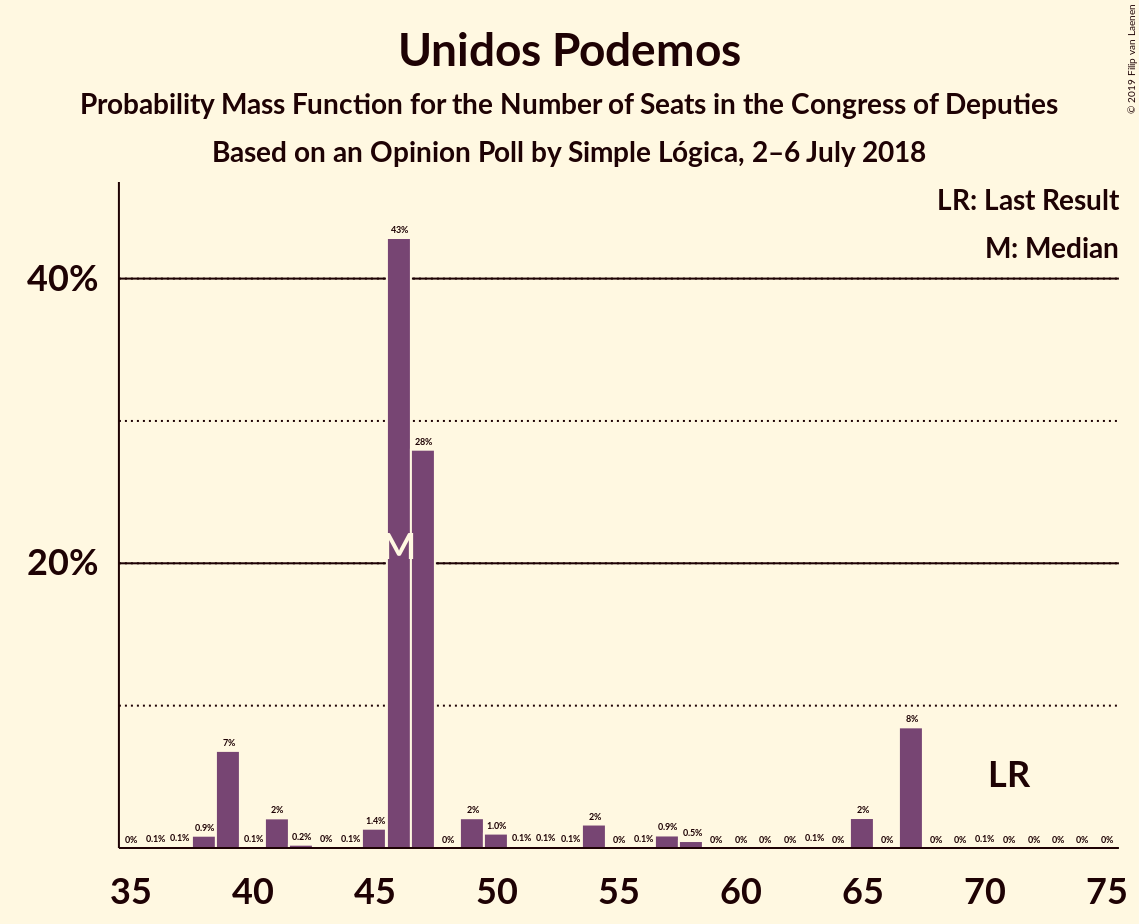 Unidos Podemos
Probability Mass Function for the Number of Seats in the Congress of Deputies
Based on an Opinion Poll by Simple Lógica, 2–6 July 2018
© 2019 Filip van Laenen
LR: Last Result
M: Median
40%
20%
0% 0.1% 0.1% 0.9% 7% 0.1% 2% 0.2% 0% 0.1% 1.4% 43% 28% 0% 2% 1.0% 0.1% 0.1% 0.1% 2% 0% 0.1% 0.9% 0.5% 0% 0% 0% 0% 0.1% 0% 2% 0% 8% 0% 0% 0.1% 0% 0% 0% 0% 0%
M
LR
35 40 45 50 55 60 65 70 75